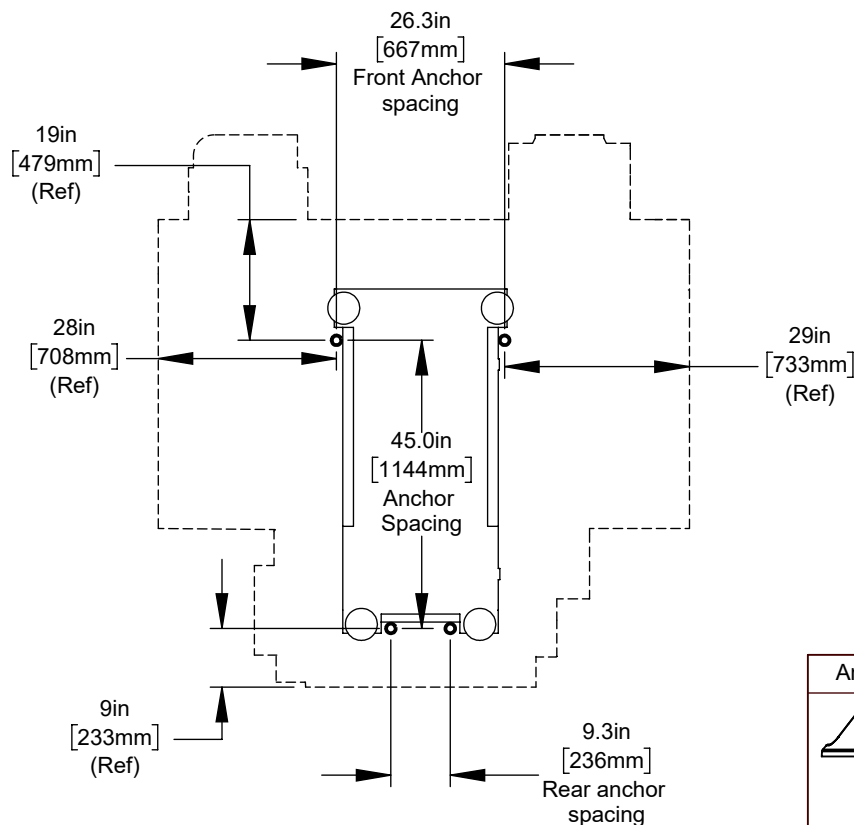 26.3in
[667mm]
Front Anchor
spacing
19in
[479mm]
(Ref)
28in
[708mm]
(Ref)
29in
[733mm]
(Ref)
45.0in
[1144mm]
Anchor
Spacing
9in
[233mm]
(Ref)
9.3in
[236mm]
Rear anchor
spacing